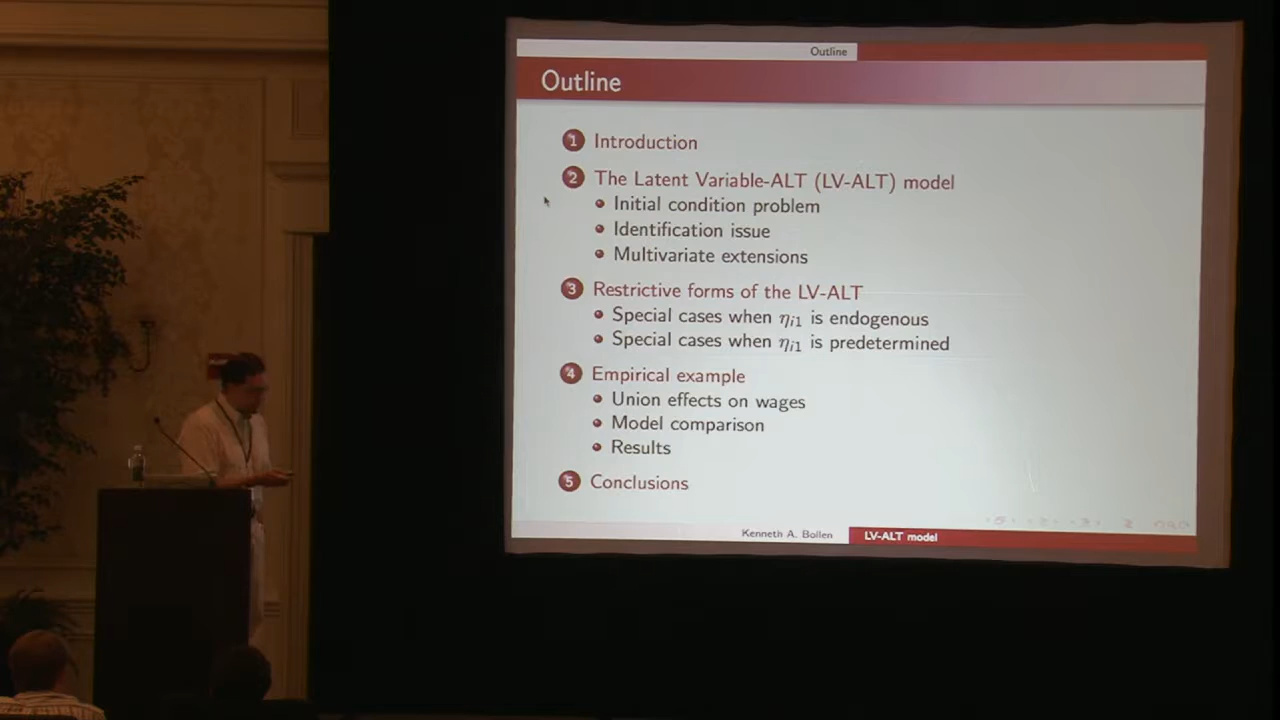 Outline
Outline
1 Introduction
2 The Latent Variable-ALT (LV-ALT) model
Initial condition problem
Identification issue
Multivariate extensions
3 Restrictive forms of the LV-ALT
Special cases when ηi1 is endogenous
Special cases when ηi1 is predetermined
4 Empirical example
Union effects on wages
Model comparison
Results
5 Conclusions
Kenneth A. Bollen LV-ALT model